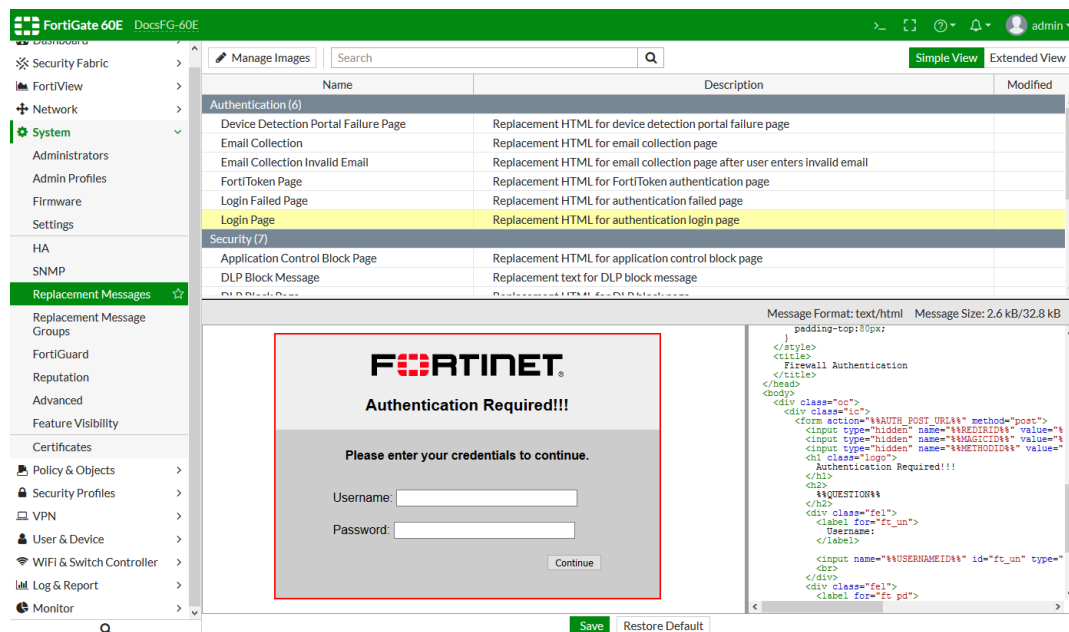 FortiGate 60E DocsFG-60E
>_ admin
Dashboard
Security Fabric
FortiView
Network
System
Administrators
Admin Profiles
Firmware
Settings
HA
SNMP
Replacement Messages
Replacement Message
Groups
FortiGuard
Reputation
Advanced
Feature Visibility
Certificates
Policy & Objects
Security Profiles
VPN
User & Device
WiFi & Switch Controller
Log & Report
Monitor
Manage Images Search Simple View Extended View
Name Description Modified
Authentication (6)
Device Detection Portal Failure Page Replacement HTML for device detection portal failure page
Email Collection Replacement HTML for email collection page
Email Collection Invalid Email Replacement HTML for email collection page after user enters invalid email
FortiToken Page Replacement HTML for FortiToken authentication page
Login Failed Page Replacement HTML for authentication failed page
Login Page Replacement HTML for authentication login page
Security (7)
Application Control Block Page Replacement HTML for application control block page
DLP Block Message Replacement text for DLP block message
DLP Block Page Replacement HTML for DLP block page
Message Format: text/html Message Size: 2.6 kB/32.8 kB
FORTINET
Authentication Required!!!
Please enter your credentials to continue.
Username:
Password:
Continue
padding-top:80px;
}
</style>
<title>
Firewall Authentication
</title>
</head>
<body>
<div class="oc">
<div class="ic">
<form action="%%AUTH_POST_URL%%" method="post">
<input type="hidden" name="%%REDIRID%%" value="%
<input type="hidden" name="%%MAGICID%%" value="%
<input type="hidden" name="%%METHODID%%" value="
<h1 class="logo">
Authentication Required!!!
</h1>
<h2>
%%QUESTION%%
</h2>
<div class="fel">
<label for="ft_un">
Username:
</label>
<input name="%%USERNAMEID%%" id="ft_un" type="
<br>
</div>
<div class="fel">
<label for="ft_pd">
Save Restore Default